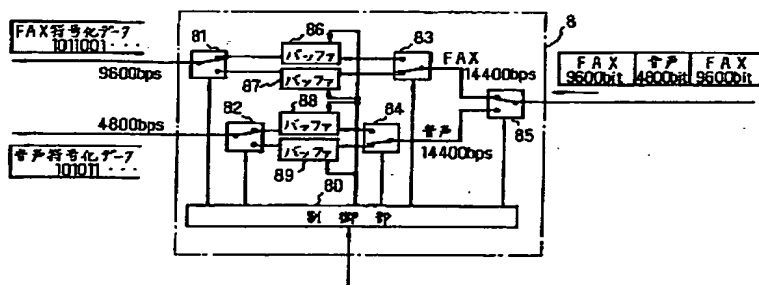 FAX符号化データ
1011001・・・
9600bps
81
86
バッファ
87
バッファ
83
FAX
14400bps
8
FAX
9600bit
音声
4800bit
FAX
9600bit
4800bps
82
88
バッファ
89
バッファ
84
音声
14400bps
85
音声符号化データ
101011・・・
80
制御部